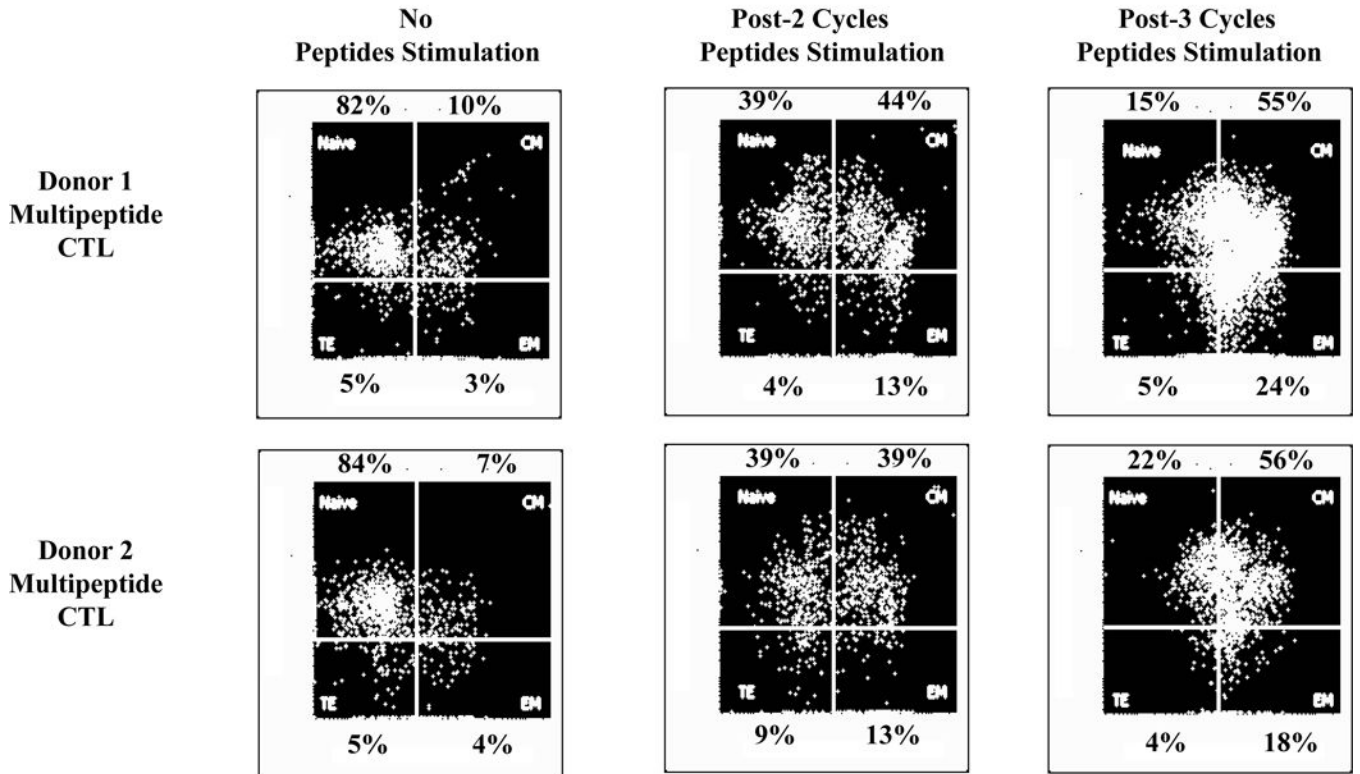 No
Peptides Stimulation
Post-2 Cycles
Peptides Stimulation
Post-3 Cycles
Peptides Stimulation
Donor 1
Multipeptide
CTL
82% 10%
Naive CM
TE EM
5% 3%
39% 44%
Naive CM
TE EM
4% 13%
15% 55%
Naive CM
TE EM
5% 24%
Donor 2
Multipeptide
CTL
84% 7%
Naive CM
TE EM
5% 4%
39% 39%
Naive CM
TE EM
9% 13%
22% 56%
Naive CM
TE EM
4% 18%